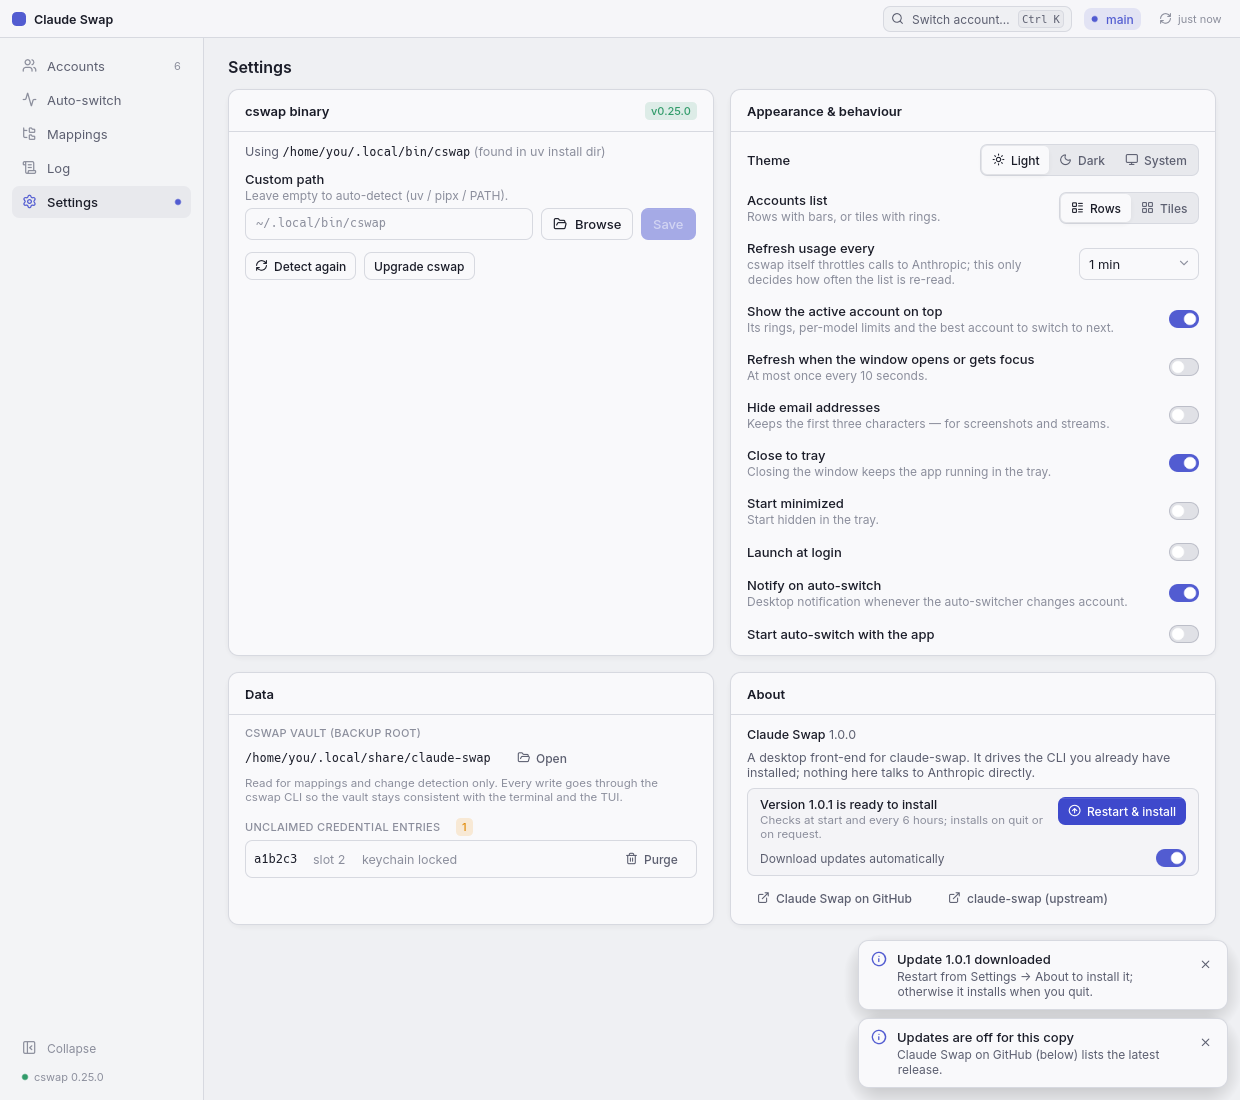 Claude Swap
Switch account... Ctrl K
main
just now
Accounts 6
Auto-switch
Mappings
Log
Settings
Collapse
cswap 0.25.0
Settings
cswap binary v0.25.0
Using /home/you/.local/bin/cswap (found in uv install dir)
Custom path
Leave empty to auto-detect (uv / pipx / PATH).
~/.local/bin/cswap Browse Save
Detect again Upgrade cswap
Appearance & behaviour
Theme Light Dark System
Accounts list
Rows with bars, or tiles with rings.
Rows Tiles
Refresh usage every
cswap itself throttles calls to Anthropic; this only
decides how often the list is re-read.
1 min
Show the active account on top
Its rings, per-model limits and the best account to switch to next.
Refresh when the window opens or gets focus
At most once every 10 seconds.
Hide email addresses
Keeps the first three characters — for screenshots and streams.
Close to tray
Closing the window keeps the app running in the tray.
Start minimized
Start hidden in the tray.
Launch at login
Notify on auto-switch
Desktop notification whenever the auto-switcher changes account.
Start auto-switch with the app
Data
CSWAP VAULT (BACKUP ROOT)
/home/you/.local/share/claude-swap Open
Read for mappings and change detection only. Every write goes through the
cswap CLI so the vault stays consistent with the terminal and the TUI.
UNCLAIMED CREDENTIAL ENTRIES 1
a1b2c3 slot 2 keychain locked Purge
About
Claude Swap 1.0.0
A desktop front-end for claude-swap. It drives the CLI you already have
installed; nothing here talks to Anthropic directly.
Version 1.0.1 is ready to install
Checks at start and every 6 hours; installs on quit or
on request.
Restart & install
Download updates automatically
Claude Swap on GitHub claude-swap (upstream)
Update 1.0.1 downloaded
Restart from Settings → About to install it;
otherwise it installs when you quit.
Updates are off for this copy
Claude Swap on GitHub (below) lists the latest
release.